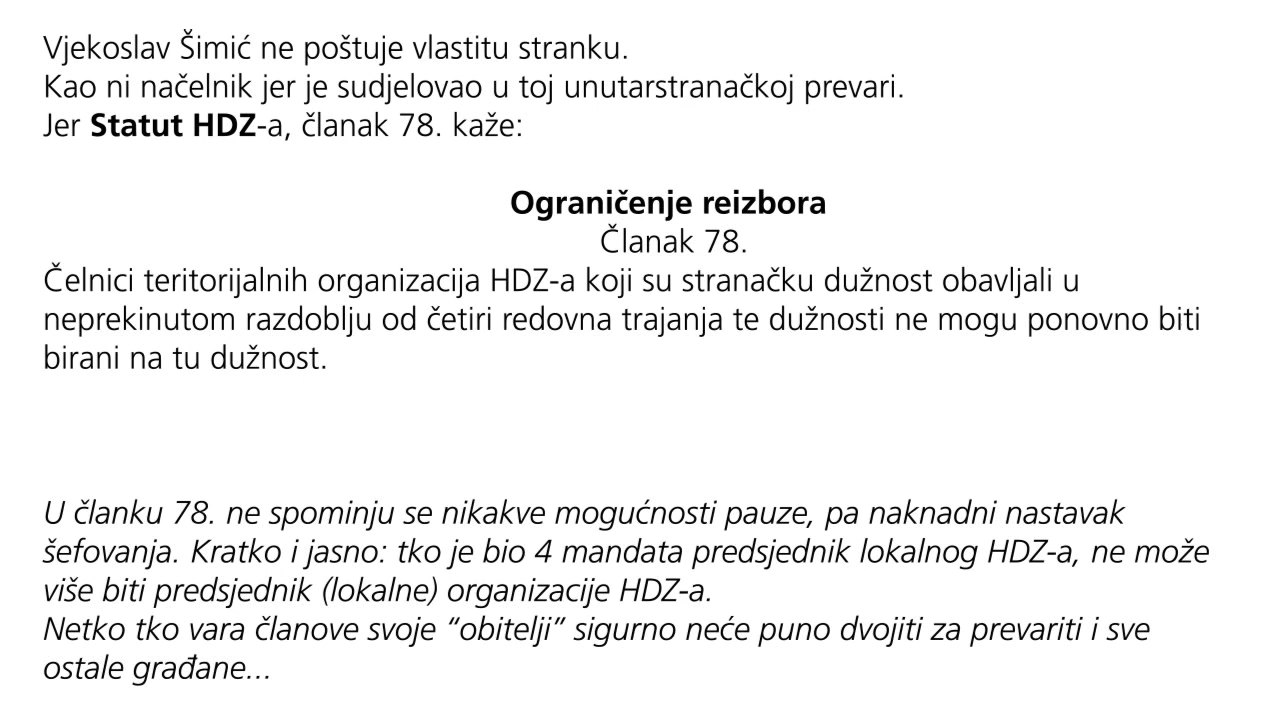 Vjekoslav Šimić ne poštuje vlastitu stranku.
Kao ni načelnik jer je sudjelovao u toj unutarstranačkoj prevari.
Jer Statut HDZ-a, članak 78. kaže:
Ograničenje reizbora
Članak 78.
Čelnici teritorijalnih organizacija HDZ-a koji su stranačku dužnost obavljali u
neprekinutom razdoblju od četiri redovna trajanja te dužnosti ne mogu ponovno biti
birani na tu dužnost.
U članku 78. ne spominju se nikakve mogućnosti pauze, pa naknadni nastavak
šefovanja. Kratko i jasno: tko je bio 4 mandata predsjednik lokalnog HDZ-a, ne može
više biti predsjednik (lokalne) organizacije HDZ-a.
Netko tko vara članove svoje “obitelji” sigurno neće puno dvojiti za prevariti i sve
ostale građane...